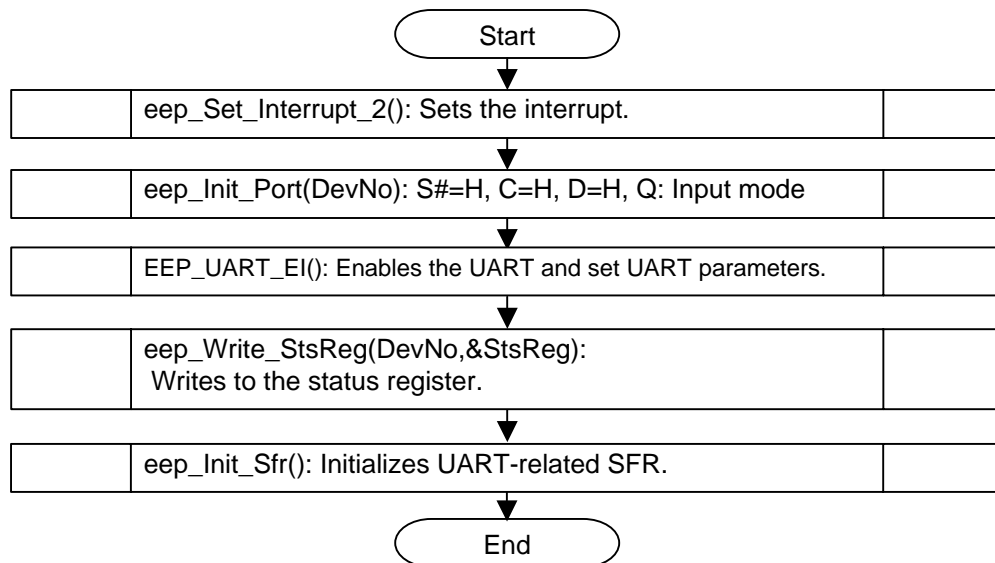 Start
eep_Set_Interrupt_2(): Sets the interrupt.
eep_Init_Port(DevNo): S#=H, C=H, D=H, Q: Input mode
EEP_UART_EI(): Enables the UART and set UART parameters.
eep_Write_StsReg(DevNo,&StsReg):
Writes to the status register.
eep_Init_Sfr(): Initializes UART-related SFR.
End